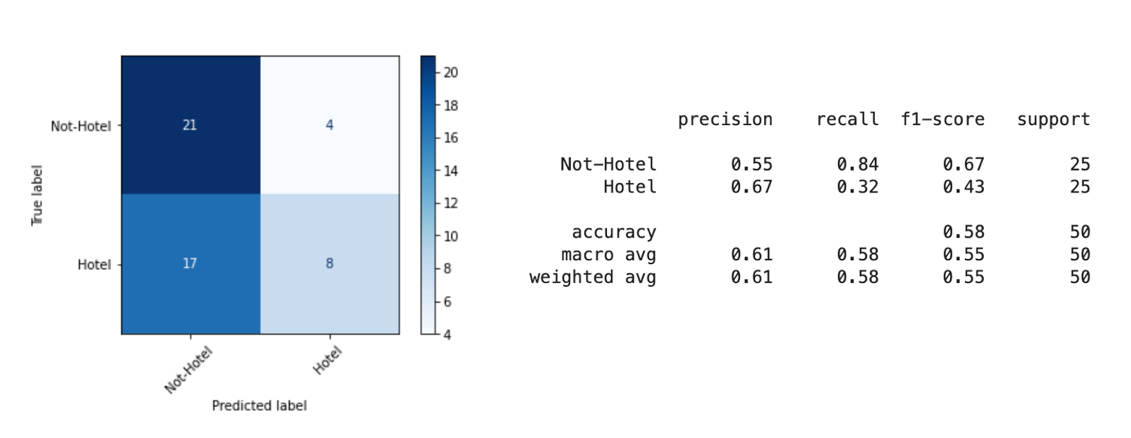 True label
Not-Hotel
Hotel
21
4
17
8
Not-Hotel
Hotel
Predicted label
20
18
16
14
12
10
8
6
4
precision recall f1-score support
Not-Hotel 0.55 0.84 0.67 25
Hotel 0.67 0.32 0.43 25
accuracy 0.58 50
macro avg 0.61 0.58 0.55 50
weighted avg 0.61 0.58 0.55 50